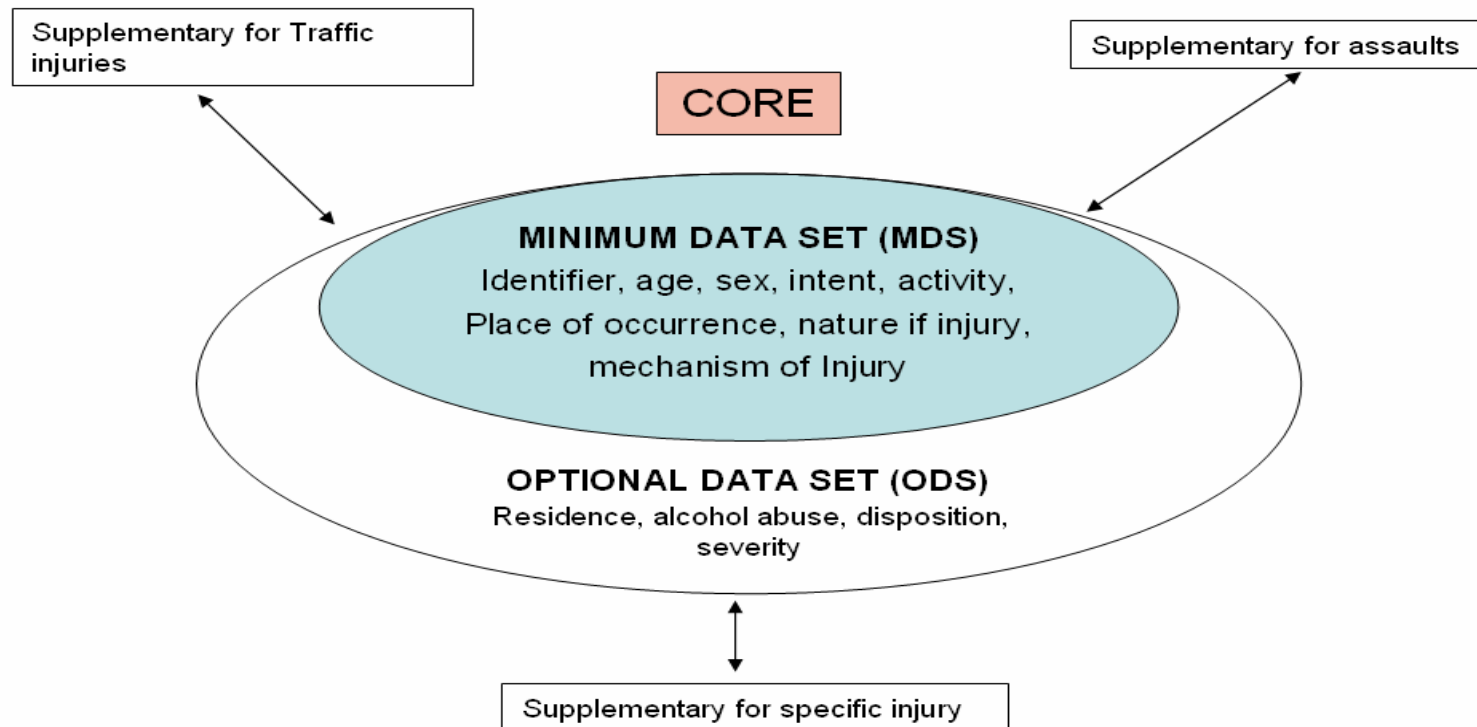 Supplementary for Traffic
injuries
Supplementary for assaults
CORE
MINIMUM DATA SET (MDS)
Identifier, age, sex, intent, activity,
Place of occurrence, nature if injury,
mechanism of Injury
OPTIONAL DATA SET (ODS)
Residence, alcohol abuse, disposition,
severity
Supplementary for specific injury